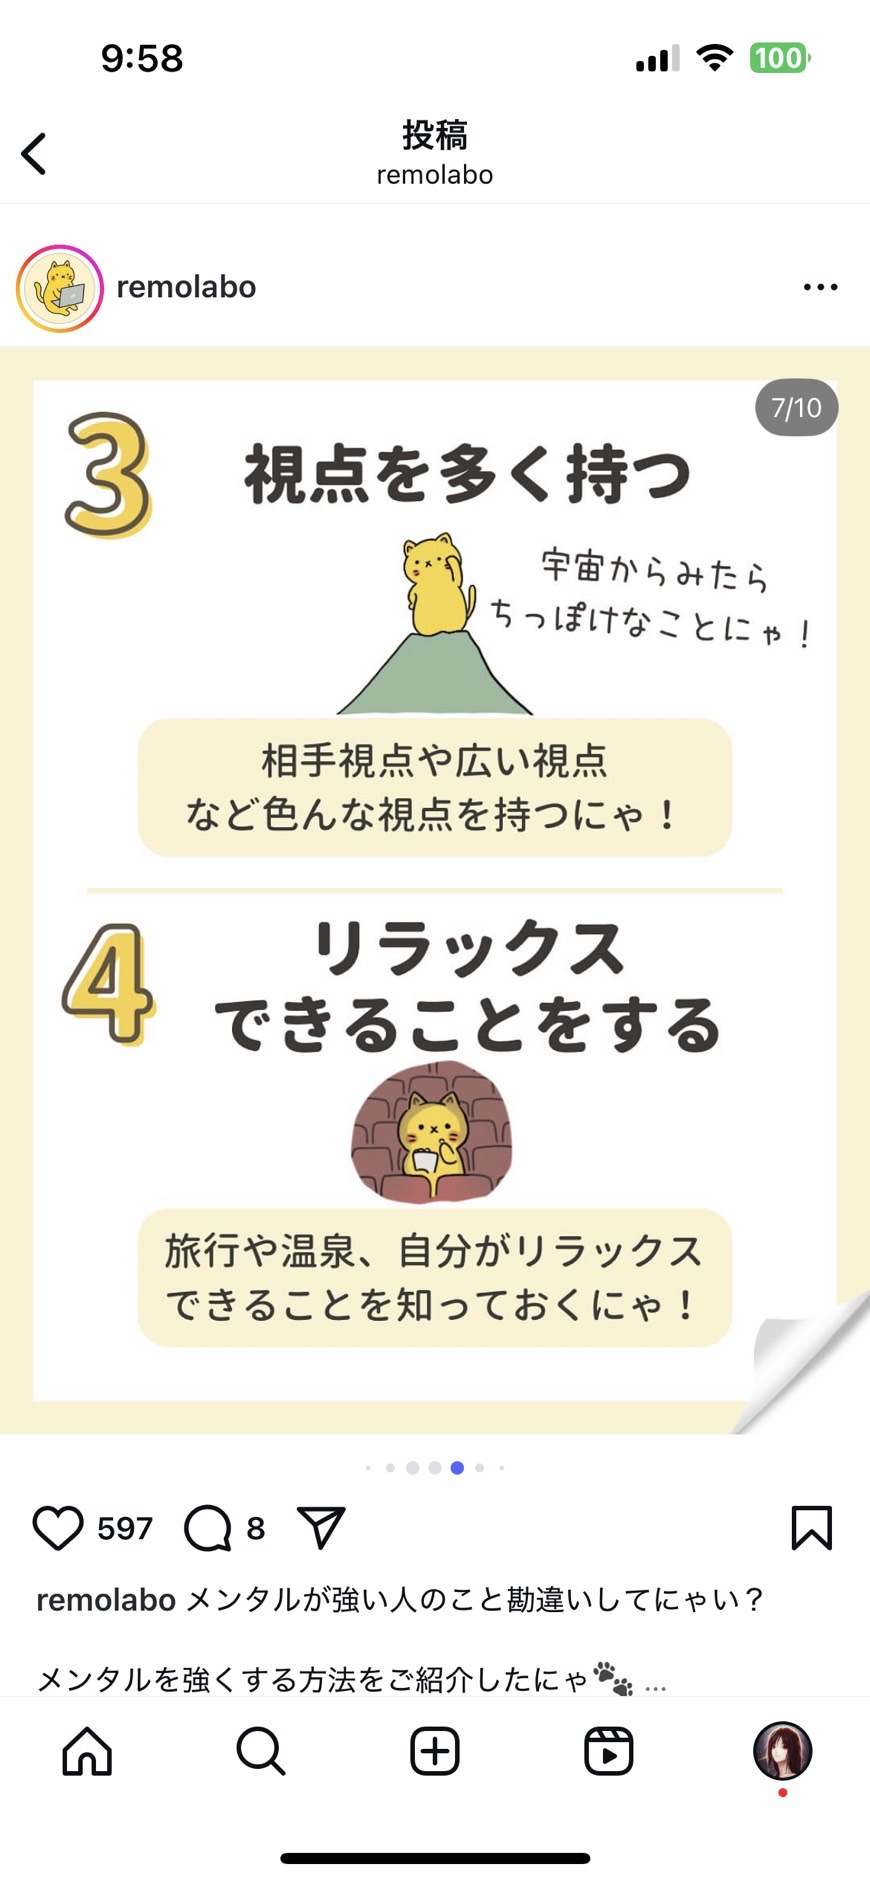 9:58
100
投稿
remolabo
remolabo
7/10
3
視点を多く持つ
宇宙からみたら
ちっぽけなことにゃ！
相手視点や広い視点
など色んな視点を持つにゃ！
4
リラックス
できることをする
旅行や温泉、自分がリラックス
できることを知っておくにゃ！
597
8
remolabo メンタルが強い人のこと勘違いしてにゃい？
メンタルを強くする方法をご紹介したにゃ🐾 ...